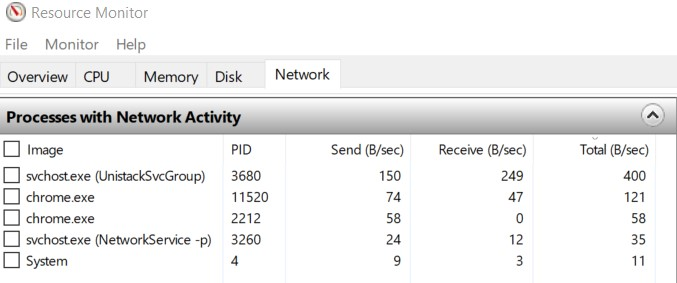 Resource Monitor
File Monitor Help
Overview CPU Memory Disk Network
Processes with Network Activity
Image PID Send (B/sec) Receive (B/sec) Total (B/sec)
svchost.exe (UnistackSvcGroup) 3680 150 249 400
chrome.exe 11520 74 47 121
chrome.exe 2212 58 0 58
svchost.exe (NetworkService -p) 3260 24 12 35
System 4 9 3 11